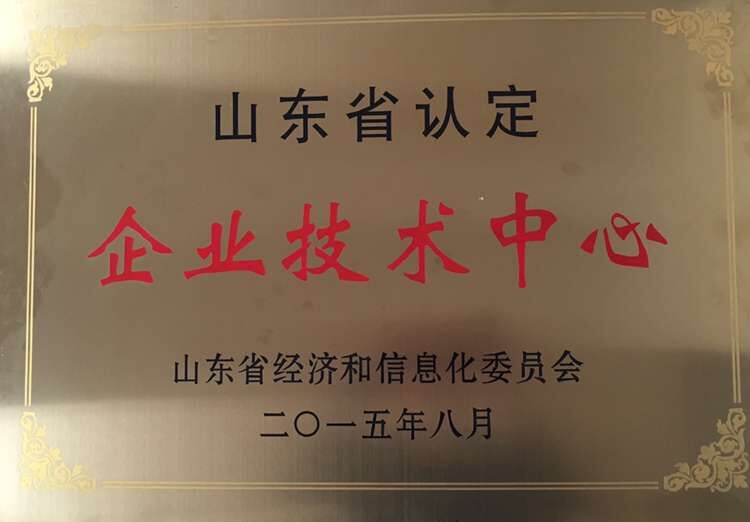 山东省认定
企业技术中心
山东省经济和信息化委员会
二〇一五年八月